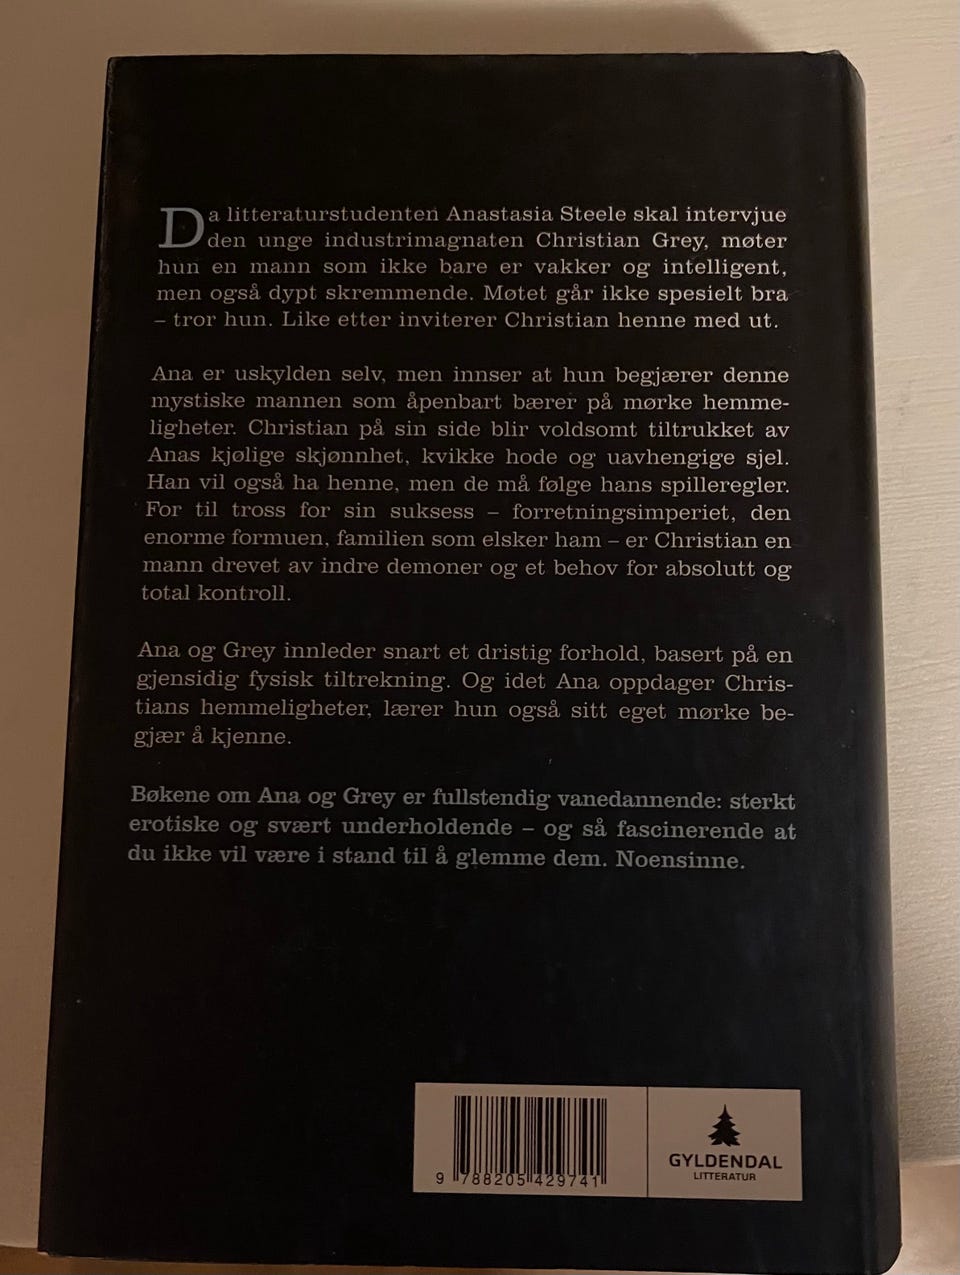 Da litteraturstudenten Anastasia Steele skal intervjue
den unge industrimagnaten Christian Grey, møter
hun en mann som ikke bare er vakker og intelligent,
men også dypt skremmende. Møtet går ikke spesielt bra
– tror hun. Like etter inviterer Christian henne med ut.
Ana er uskylden selv, men innser at hun begjærer denne
mystiske mannen som åpenbart bærer på mørke hemme-
ligheter. Christian på sin side blir voldsomt tiltrukket av
Anas kjølige skjønnhet, kvikke hode og uavhengige sjel.
Han vil også ha henne, men de må følge hans spilleregler.
For til tross for sin suksess – forretningsimperiet, den
enorme formuen, familien som elsker ham – er Christian en
mann drevet av indre demoner og et behov for absolutt og
total kontroll.
Ana og Grey innleder snart et dristig forhold, basert på en
gjensidig fysisk tiltrekning. Og idet Ana oppdager Chris-
tians hemmeligheter, lærer hun også sitt eget mørke be-
gjær å kjenne.
Bøkene om Ana og Grey er fullstendig vanedannende: sterkt
erotiske og svært underholdende – og så fascinerende at
du ikke vil være i stand til å glemme dem. Noensinne.
9 788205 429741
GYLDENDAL
LITTERATUR